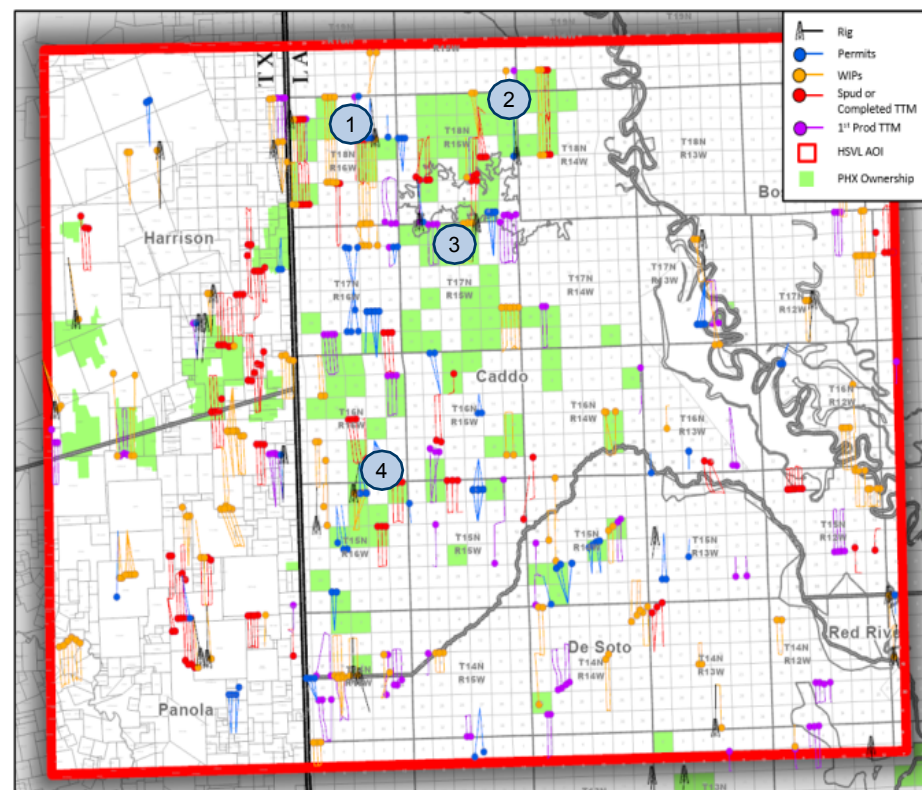 Rig
Permits
WIPs
Spud or
Completed TTM
1st Prod TTM
HSVL AOI
PHX Ownership
TX
LA
1
2
3
4
Harrison
Panola
Caddo
De Soto
Red Rive
Bos
T18N
R16W
T18N
R15W
T18N
R14W
T18N
R13W
T17N
R16W
T17N
R15W
T17N
R14W
T17N
R13W
T17N
R12W
T16N
T16N
R15W
T16N
R14W
T16N
R13W
T16N
R12W
T15N
R16W
T15N
R15W
T15N
T15N
R13W
T15N
R12W
T14N
R15W
T14N
R14W
T14N
R13W
T14N
R12W